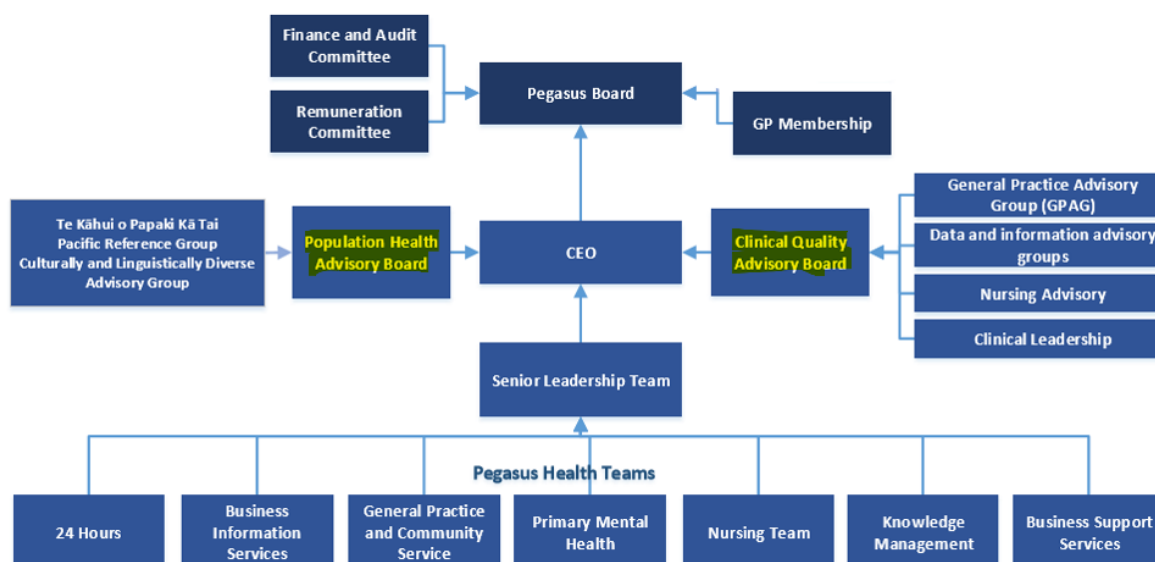 Finance and Audit
Committee
Pegasus Board
Remuneration
Committee
GP Membership
Te Kāhui o Papaki Kā Tai
Pacific Reference Group
Culturally and Linguistically Diverse
Advisory Group
Population Health
Advisory Board
CEO
Clinical Quality
Advisory Board
General Practice Advisory
Group (GPAG)
Data and information advisory
groups
Nursing Advisory
Clinical Leadership
Senior Leadership Team
Pegasus Health Teams
24 Hours
Business
Information
Services
General Practice
and Community
Service
Primary Mental
Health
Nursing Team
Knowledge
Management
Business Support
Services